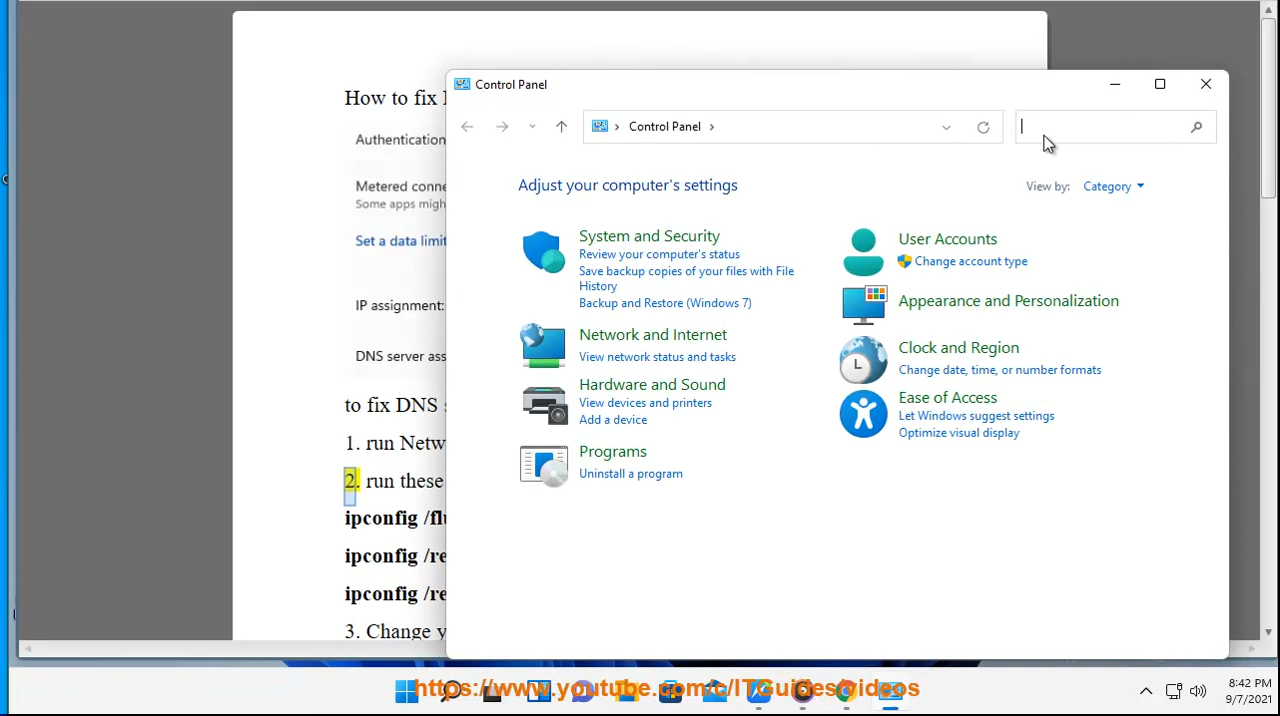 How to fix
Authentication
Metered conne
Some apps migh
Set a data limit
IP assignment:
DNS server ass
to fix DNS
1. run Netw
2. run these
ipconfig /flu
ipconfig /re
ipconfig /re
3. Change y
Control Panel
Control Panel
Adjust your computer's settings
View by: Category
System and Security
Review your computer's status
Save backup copies of your files with File
History
Backup and Restore (Windows 7)
Network and Internet
View network status and tasks
Hardware and Sound
View devices and printers
Add a device
Programs
Uninstall a program
User Accounts
Change account type
Appearance and Personalization
Clock and Region
Change date, time, or number formats
Ease of Access
Let Windows suggest settings
Optimize visual display
https://www.youtube.com/c/ITGuides/videos
8:42 PM
9/7/2021